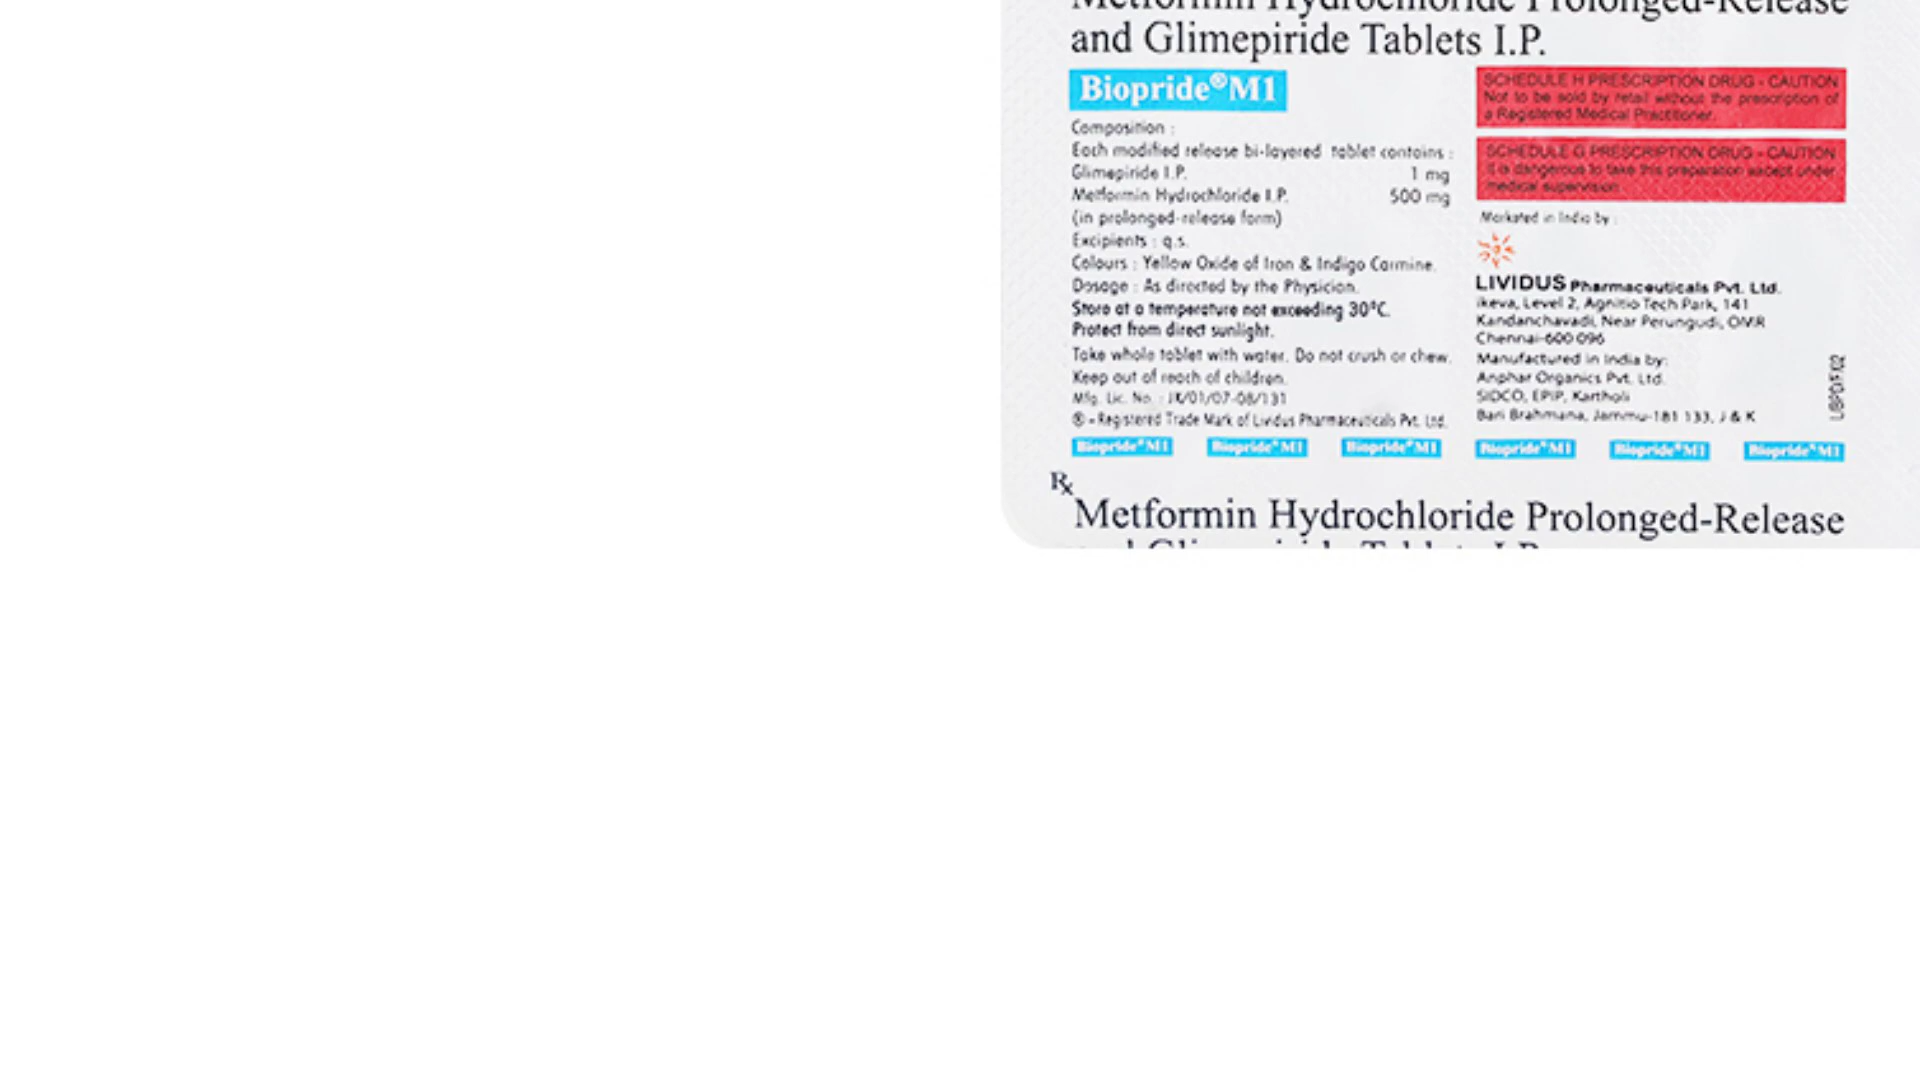 Metformin Hydrochloride Prolonged-Release
and Glimepiride Tablets I.P.
Biopride®M1
Composition :
Each modified release bi-layered tablet contains :
Glimepiride I.P. 1 mg
Metformin Hydrochloride I.P. 500 mg
(in prolonged-release form)
Excipients : q.s.
Colours : Yellow Oxide of Iron & Indigo Carmine.
Dosage : As directed by the Physician.
Store at a temperature not exceeding 30°C.
Protect from direct sunlight.
Take whole tablet with water. Do not crush or chew.
Keep out of reach of children.
Mfg. Lic. No. : JK/01/07-08/131
® - Registered Trade Mark of Lividus Pharmaceuticals Pvt. Ltd.
SCHEDULE H PRESCRIPTION DRUG - CAUTION
Not to be sold by retail without the prescription of
a Registered Medical Practitioner.
SCHEDULE G PRESCRIPTION DRUG - CAUTION
It is dangerous to take this preparation except under
medical supervision
Marketed in India by :
LIVIDUS Pharmaceuticals Pvt. Ltd.
ikeva, Level 2, Agnitio Tech Park, 141
Kandanchavadi, Near Perungudi, OMR
Chennai-600 096
Manufactured in India by:
Anphar Organics Pvt. Ltd.
SIDCO, EPIP, Kartholi
Bari Brahmana, Jammu-181 133, J & K
Biopride®M1 Biopride®M1 Biopride®M1 Biopride®M1 Biopride®M1 Biopride®M1
Rx
Metformin Hydrochloride Prolonged-Release
and Glimepiride Tablets I.P.